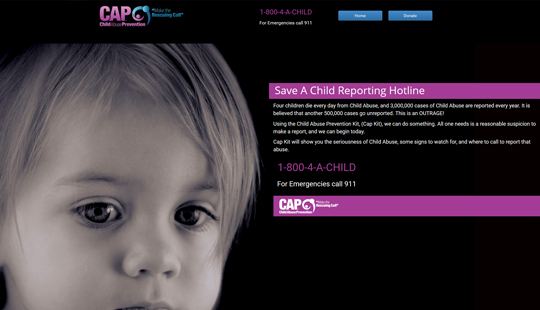 CAP
Child Abuse Prevention
"Make the
Rescuing Call"
1-800-4-A-CHILD
For Emergencies call 911
Home
Donate
Save A Child Reporting Hotline
Four children die every day from Child Abuse, and 3,000,000 cases of Child Abuse are reported every year. It is
believed that another 500,000 cases go unreported. This is an OUTRAGE!
Using the Child Abuse Prevention Kit, (Cap Kit), we can do something. All one needs is a reasonable suspicion to
make a report, and we can begin today.
Cap Kit will show you the seriousness of Child Abuse, some signs to watch for, and where to call to report that
abuse.
1-800-4-A-CHILD
For Emergencies call 911
CAP
Child Abuse Prevention
"Make the
Rescuing Call"